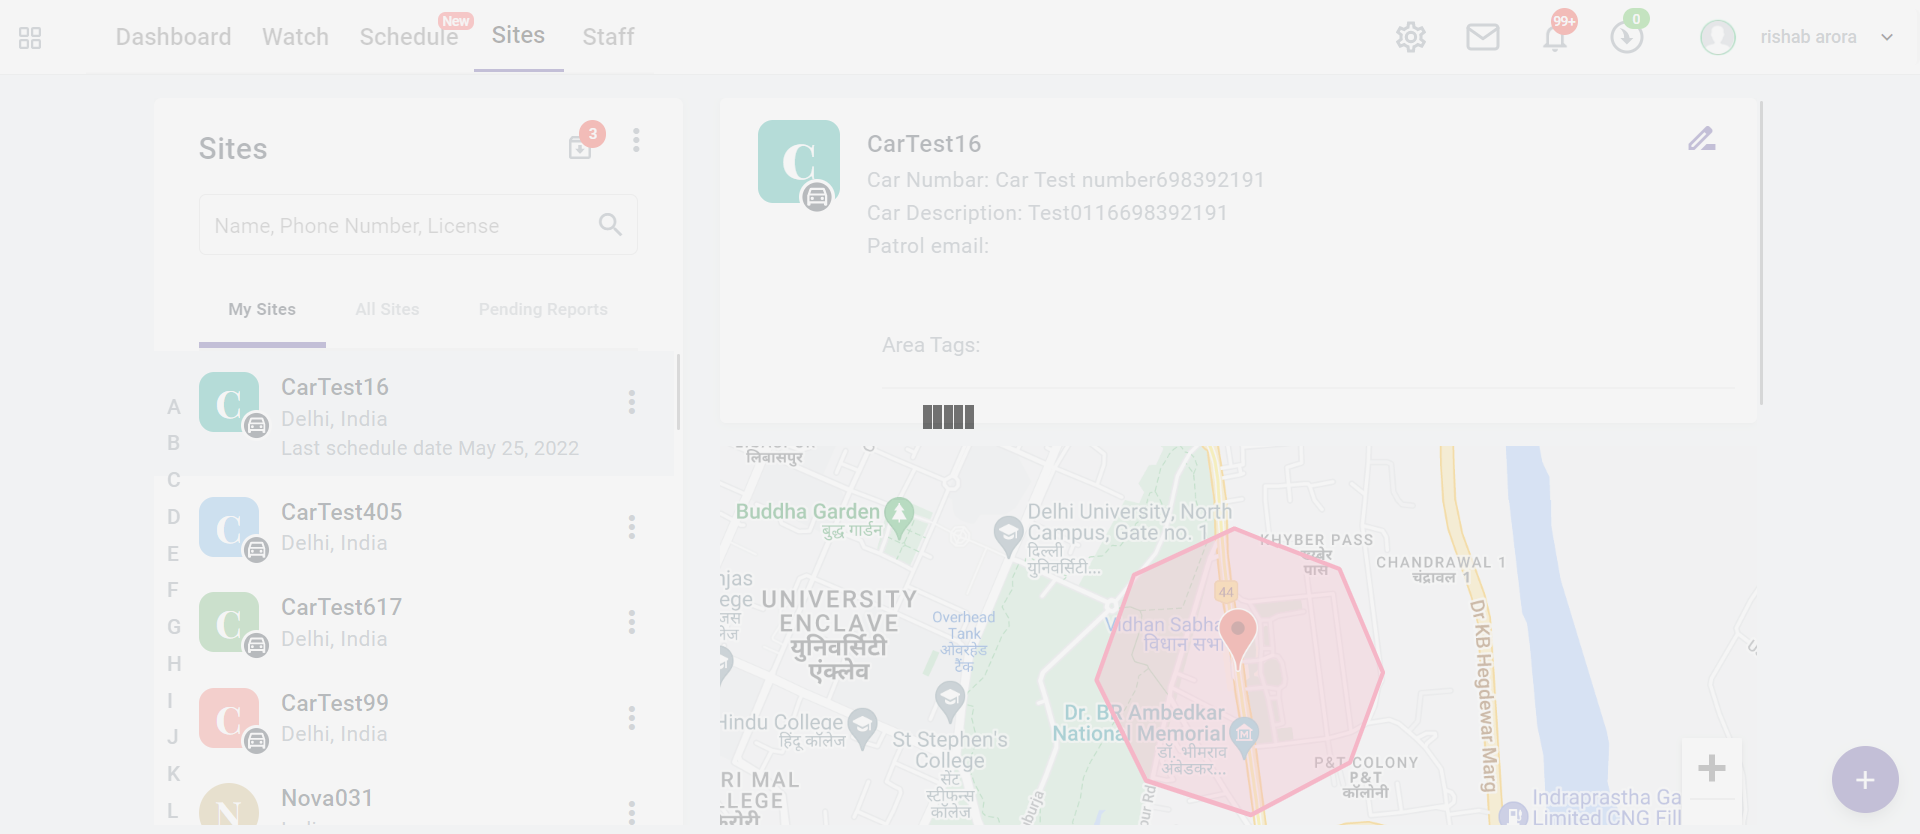 Dashboard Watch Schedule New Sites Staff 99+ 0 rishab arora
Sites 3
Name, Phone Number, License
My Sites All Sites Pending Reports
A
B
C
D
E
F
G
H
I
J
K
L
C CarTest16
Delhi, India
Last schedule date May 25, 2022
C CarTest405
Delhi, India
C CarTest617
Delhi, India
C CarTest99
Delhi, India
N Nova031
C CarTest16
Car Numbar: Car Test number698392191
Car Description: Test0116698392191
Patrol email:
Area Tags:
लिबासपुर
Buddha Garden
बुद्ध गार्डन
Delhi University, North
Campus, Gate no. 1
दिल्ली
युनिवर्सिटी...
KHYBER PASS
खैबर
पास
CHANDRAWAL 1
चंद्रावल 1
44
UNIVERSITY
ENCLAVE
युनिवर्सिटी
एंक्लेव
Overhead
Tank
ओवरहेड
टैंक
Vidhan Sabha
विधान सभा
Dr KB Hegdewar Marg
Hindu College
हिंदू कॉलेज
St Stephen's
College
सेंट
स्टीफन्स
कॉलेज
Dr. BR Ambedkar
National Memorial
डॉ. भीमराव
अंबेडकर...
P&T COLONY
P&T
कॉलोनी
RI MAL
LLEGE
Indraprastha Ga
Limited CNG Fill
+
+